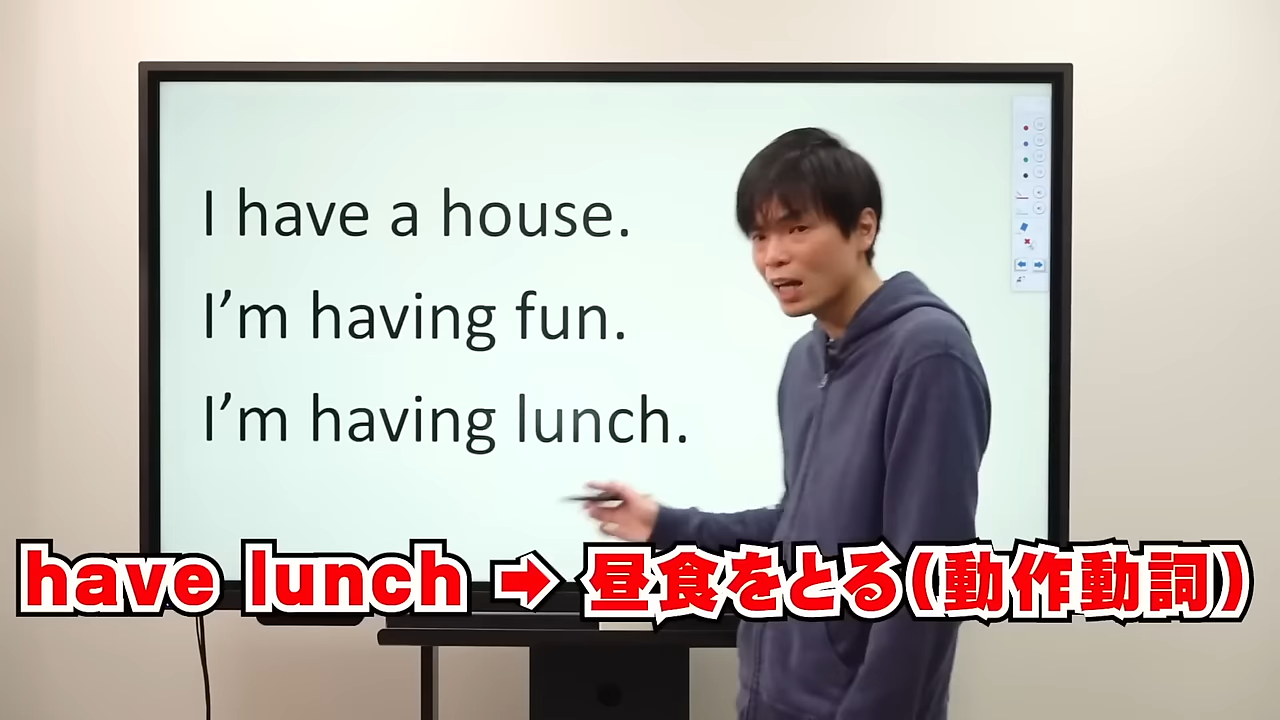 I have a house.
I’m having fun.
I’m having lunch.
have lunch ➡ 昼食をとる(動作動詞)